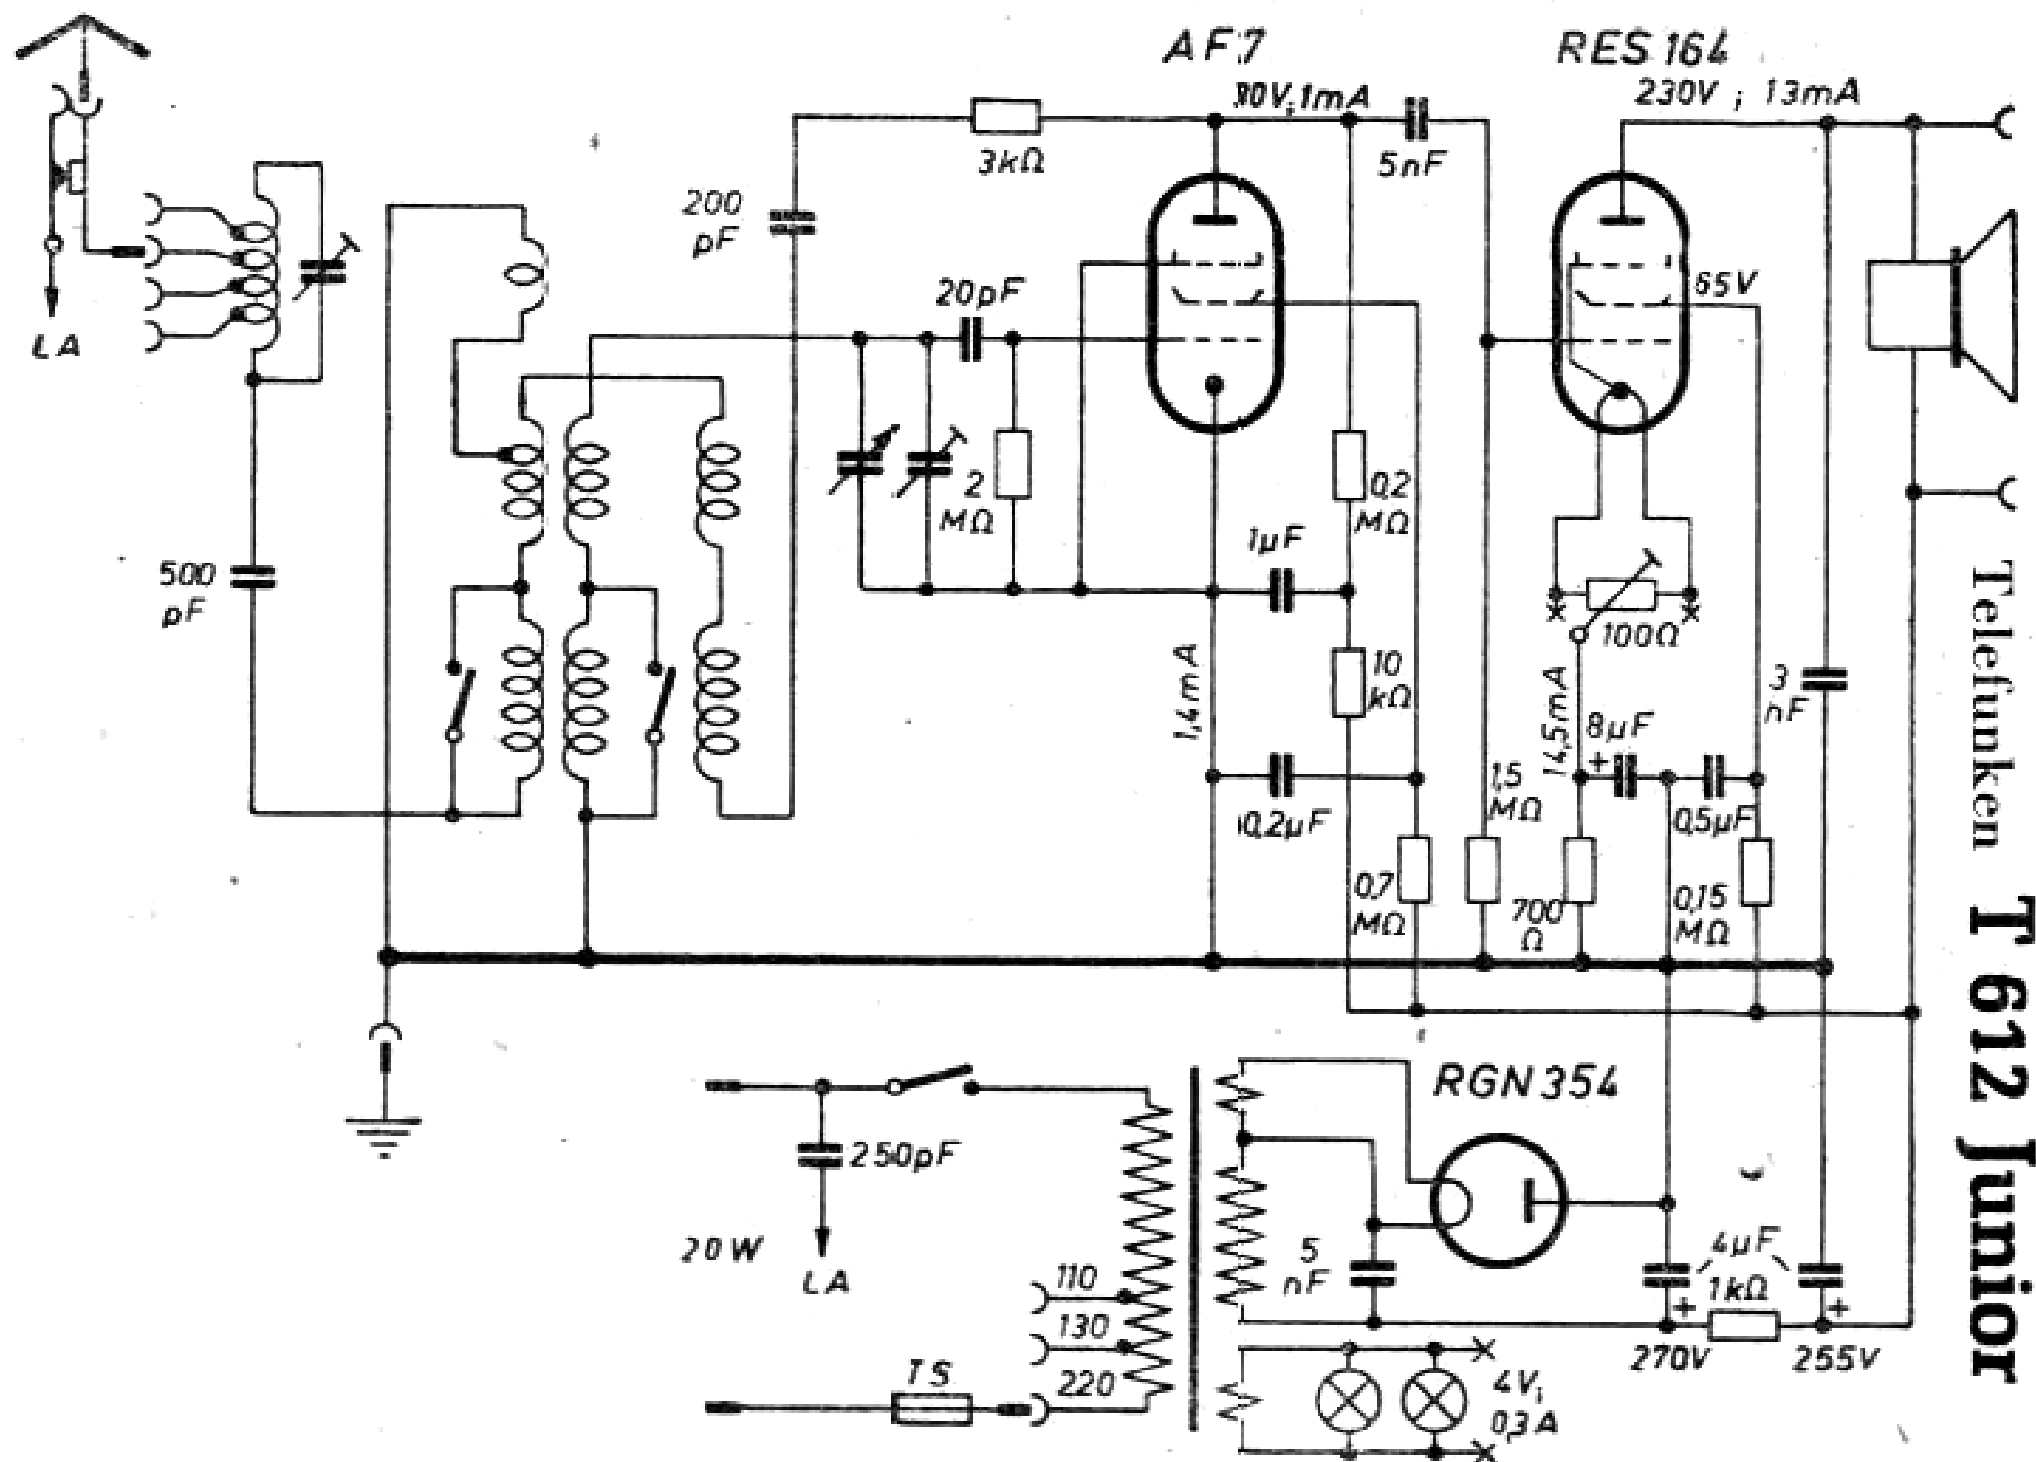 AF7
RES 164
230V ; 13mA
1mA
3kΩ
5nF
200
pF
20pF
65V
LA
2
MΩ
0,2
MΩ
1µF
500
pF
100Ω
10
kΩ
1,4mA
14,5mA
8µF
+
3
nF
1,5
MΩ
0,2µF
0,5µF
0,7
MΩ
700
Ω
0,15
MΩ
Telefunken T 612 Junior
RGN 354
250pF
20W
LA
5
nF
4µF
1kΩ
+
+
110
130
220
270V
255V
TS
4V;
0,3A